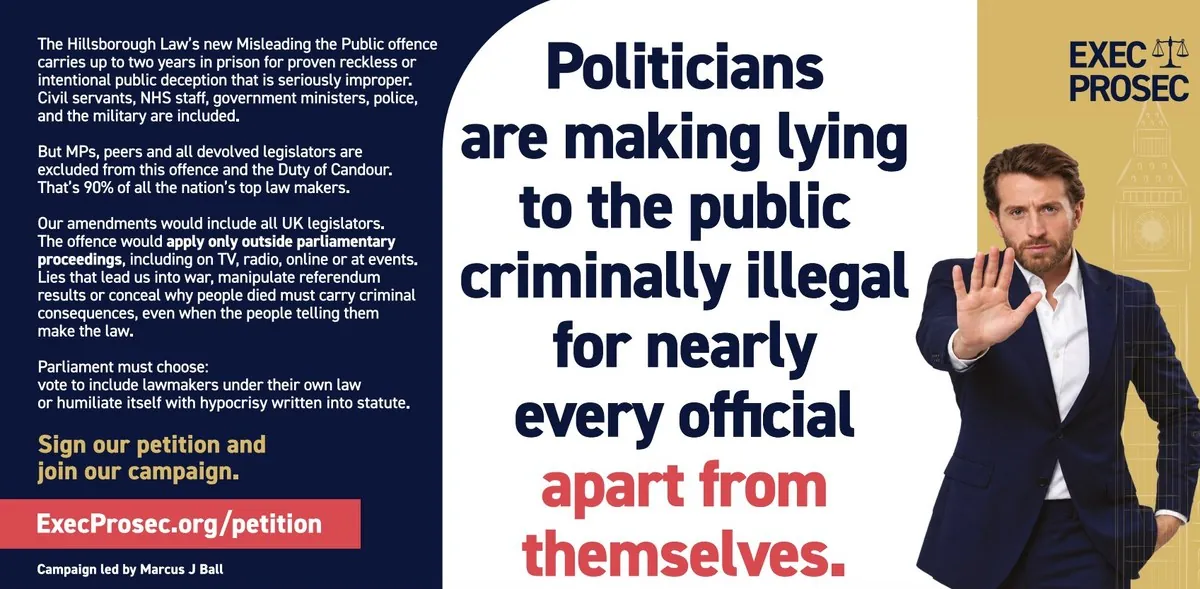 The Hillsborough Law's new Misleading the Public offence
carries up to two years in prison for proven reckless or
intentional public deception that is seriously improper.
Civil servants, NHS staff, government ministers, police,
and the military are included.
But MPs, peers and all devolved legislators are
excluded from this offence and the Duty of Candour.
That's 90% of all the nation's top law makers.
Our amendments would include all UK legislators.
The offence would apply only outside parliamentary
proceedings, including on TV, radio, online or at events.
Lies that lead us into war, manipulate referendum
results or conceal why people died must carry criminal
consequences, even when the people telling them
make the law.
Parliament must choose:
vote to include lawmakers under their own law
or humiliate itself with hypocrisy written into statute.
Sign our petition and
join our campaign.
ExecProsec.org/petition
Campaign led by Marcus J Ball
Politicians
are making lying
to the public
criminally illegal
for nearly
every official
apart from
themselves.
EXEC
PROSEC